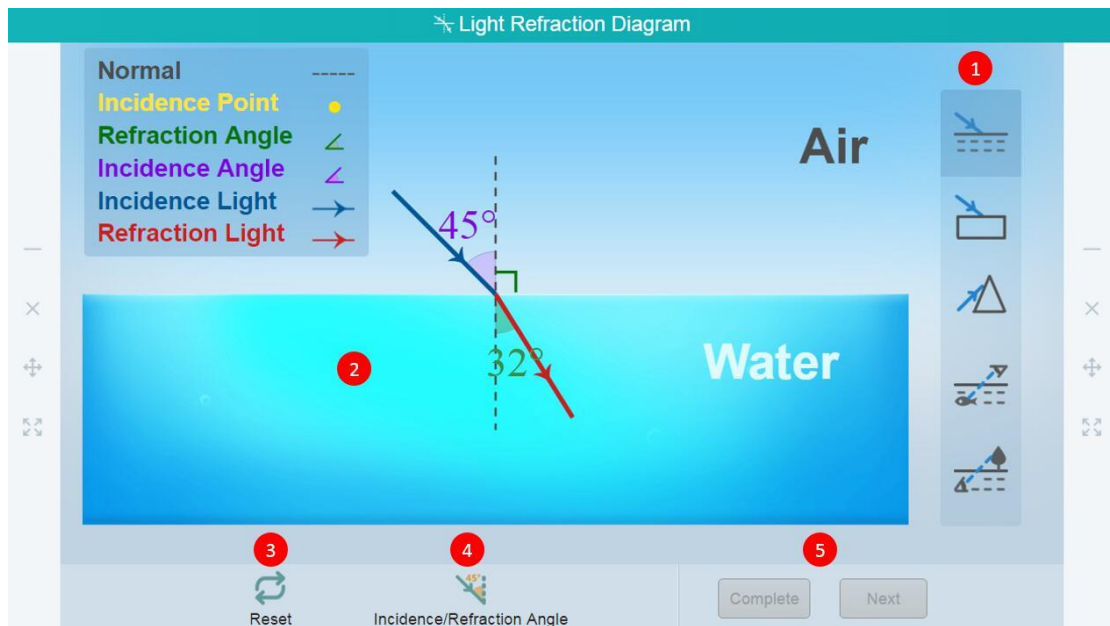 Light Refraction Diagram
1
Normal
Incidence Point
Refraction Angle
Incidence Angle
Incidence Light
Refraction Light
Air
45°
2
32°
Water
3
4
5
45°
Reset
Incidence/Refraction Angle
Complete
Next